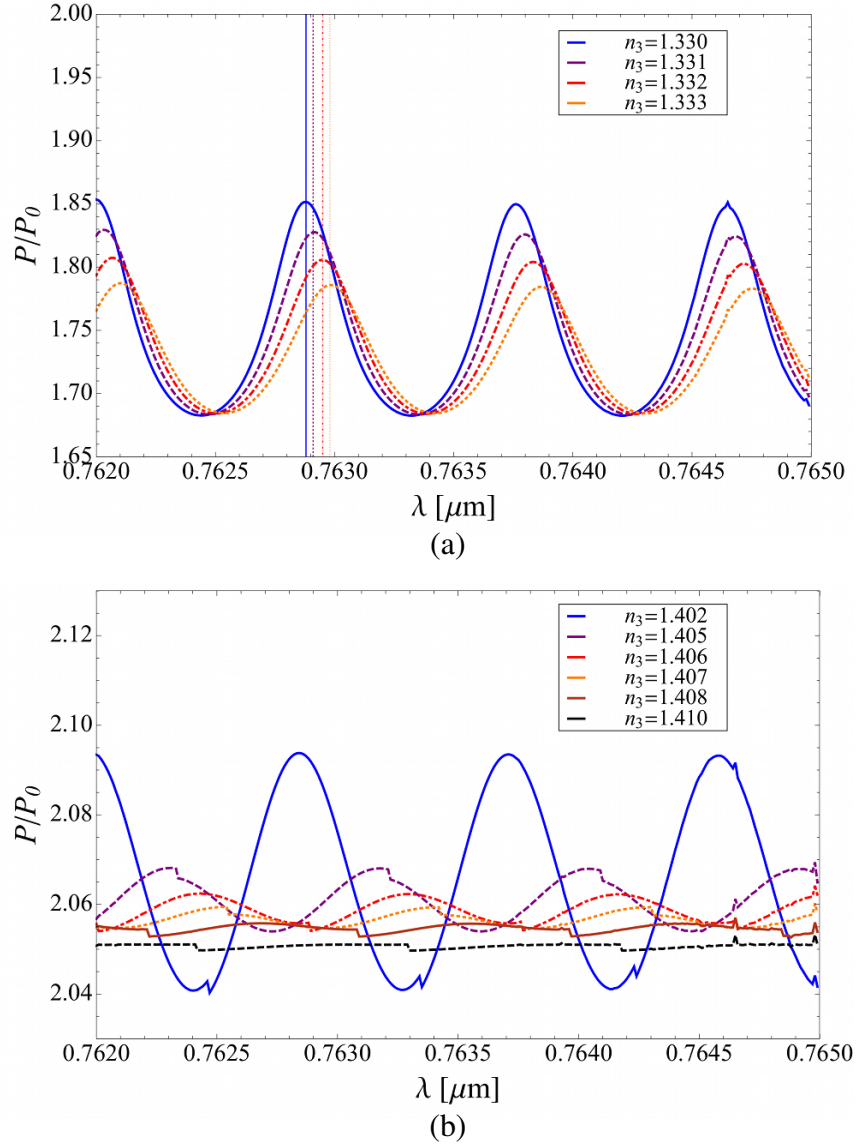 2.00
1.95
1.90
1.85
1.80
1.75
1.70
1.65
P/P0
n3=1.330
n3=1.331
n3=1.332
n3=1.333
0.7620 0.7625 0.7630 0.7635 0.7640 0.7645 0.7650
λ [μm]
(a)
2.12
2.10
2.08
2.06
2.04
P/P0
n3=1.402
n3=1.405
n3=1.406
n3=1.407
n3=1.408
n3=1.410
0.7620 0.7625 0.7630 0.7635 0.7640 0.7645 0.7650
λ [μm]
(b)